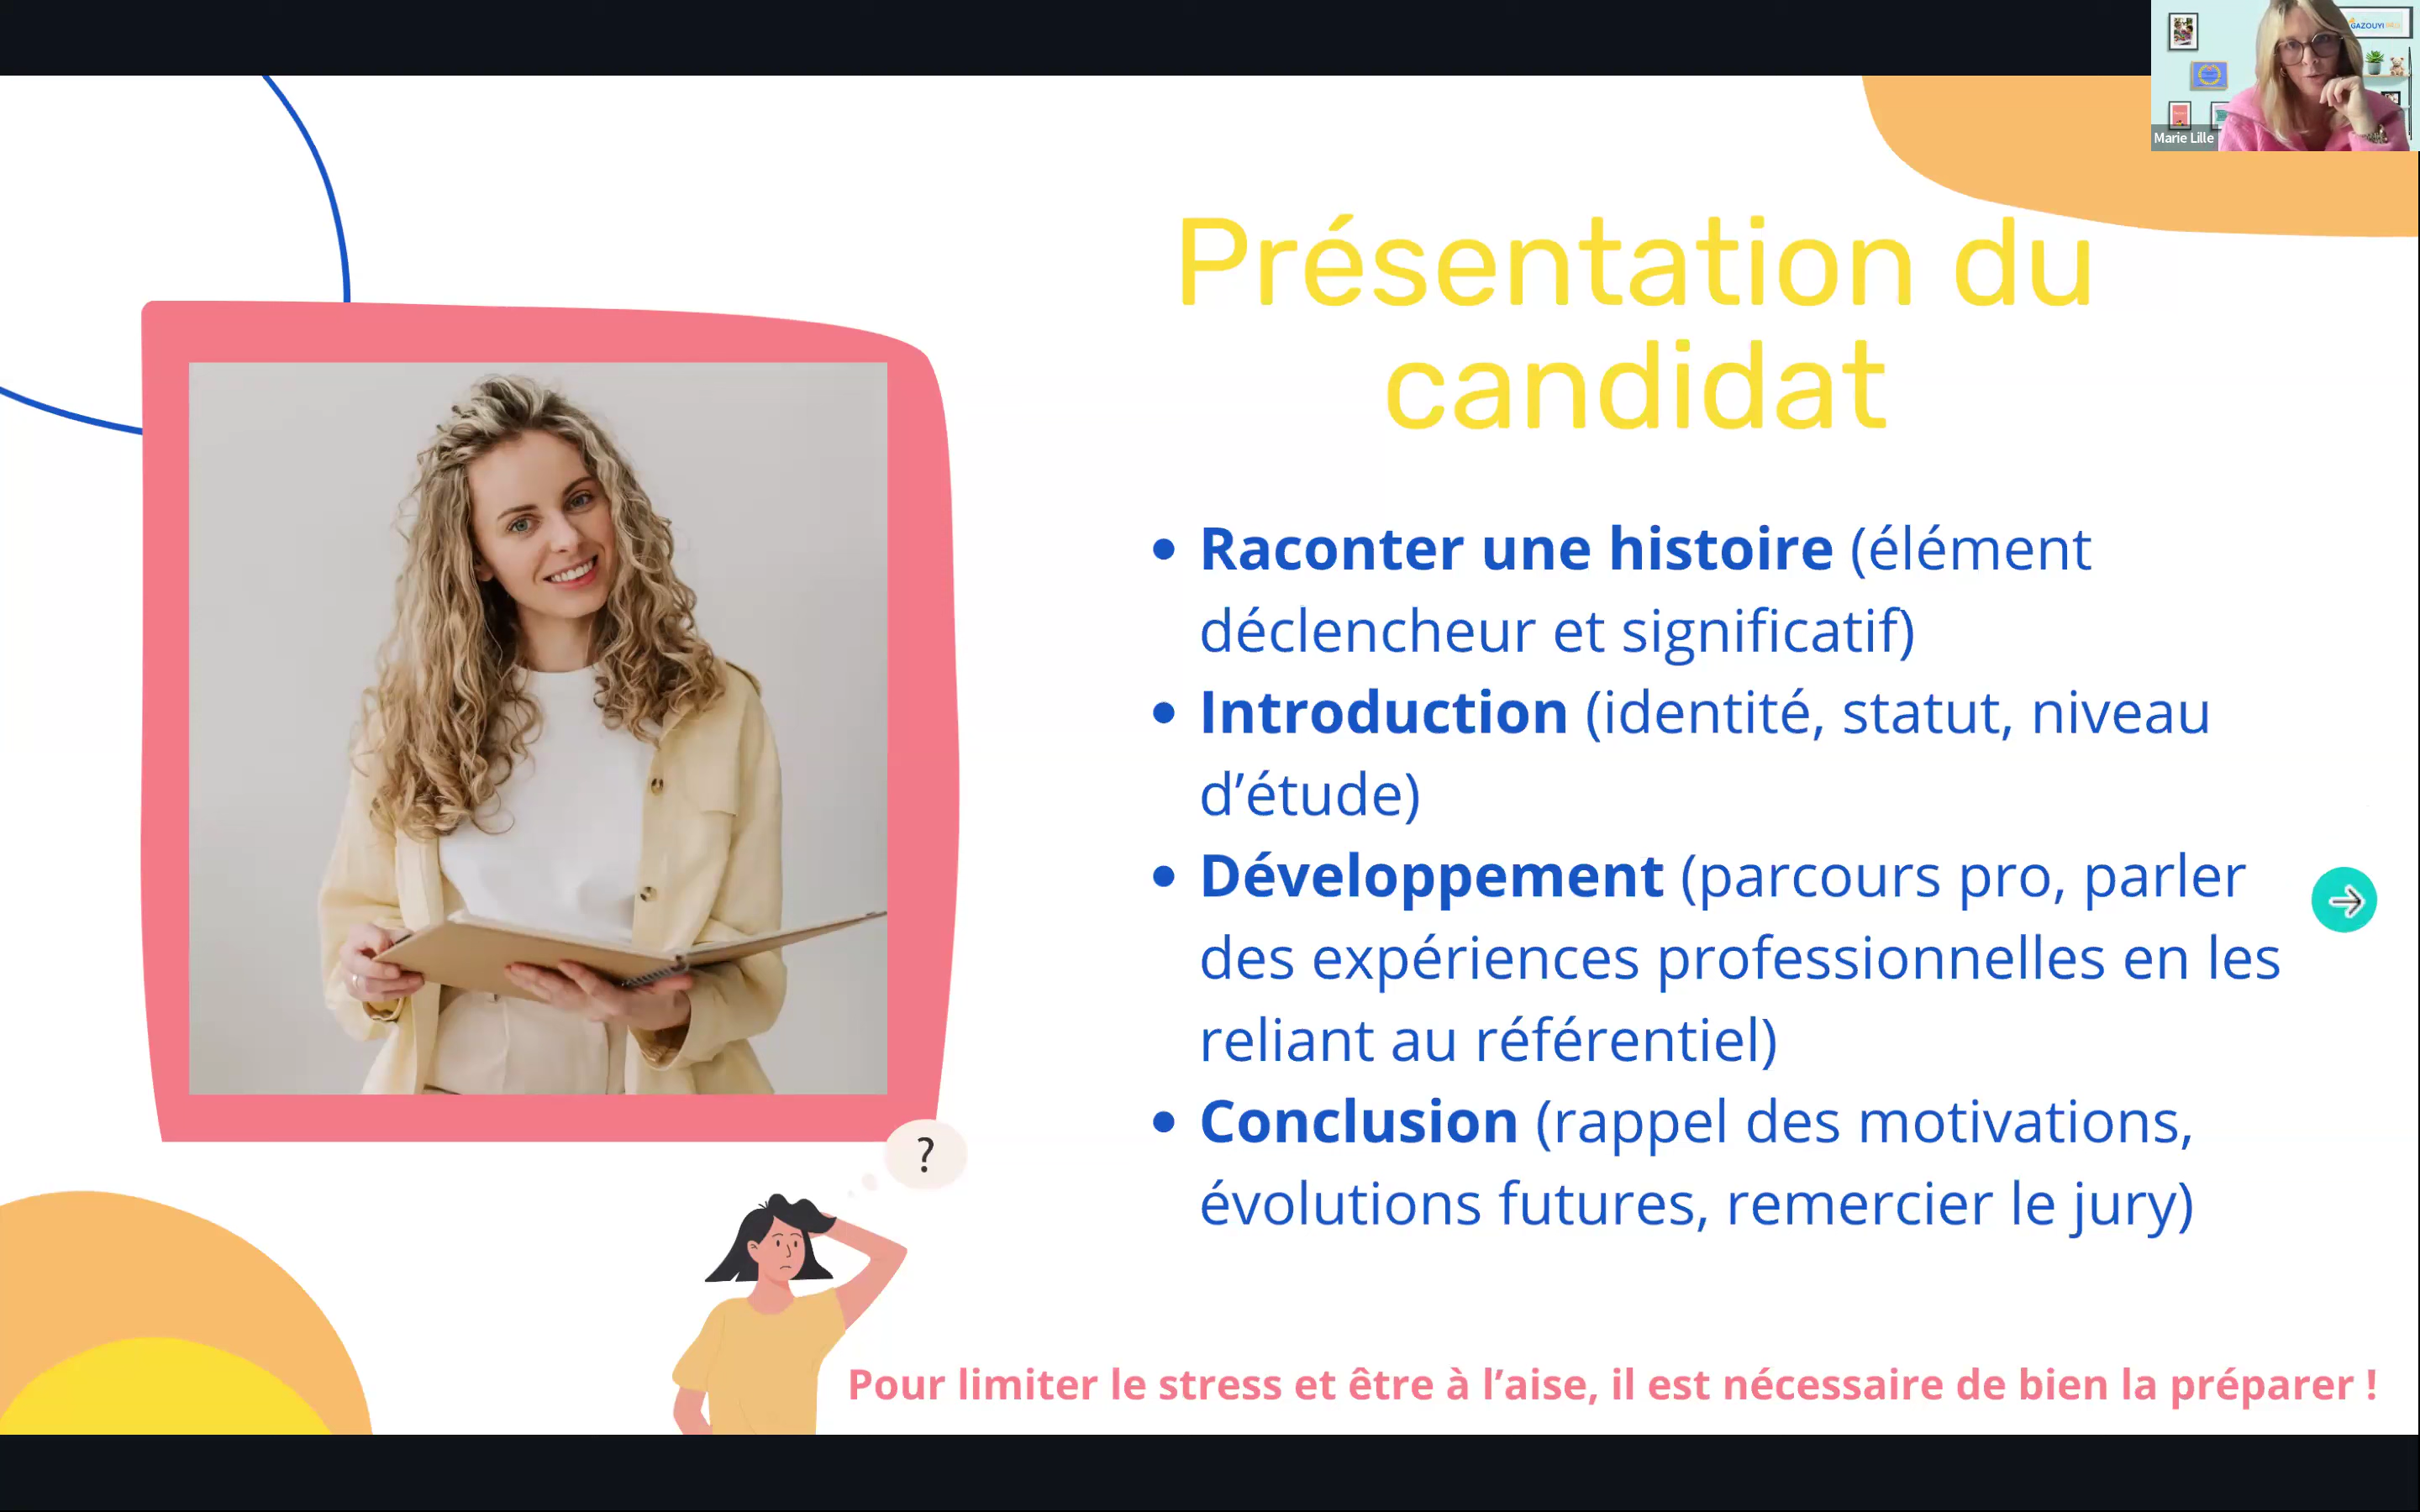 GAZOUYI
Marie Lille
Présentation du
candidat
• Raconter une histoire (élément
déclencheur et significatif)
• Introduction (identité, statut, niveau
d’étude)
• Développement (parcours pro, parler
des expériences professionnelles en les
reliant au référentiel)
• Conclusion (rappel des motivations,
évolutions futures, remercier le jury)
?
Pour limiter le stress et être à l’aise, il est nécessaire de bien la préparer !